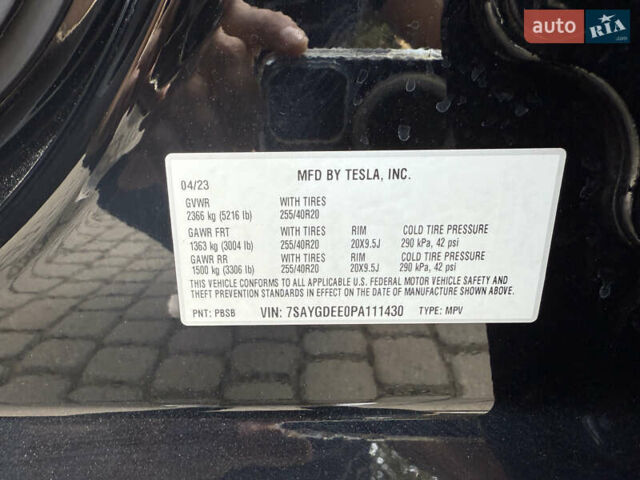 auto RIA.com
MFD BY TESLA, INC.
04/23
GVWR WITH TIRES
2366 kg (5216 lb) 255/40R20
GAWR FRT WITH TIRES RIM COLD TIRE PRESSURE
1363 kg (3004 lb) 255/40R20 20X9.5J 290 kPa, 42 psi
GAWR RR WITH TIRES RIM COLD TIRE PRESSURE
1500 kg (3306 lb) 255/40R20 20X9.5J 290 kPa, 42 psi
THIS VEHICLE CONFORMS TO ALL APPLICABLE U.S. FEDERAL MOTOR VEHICLE SAFETY AND
THEFT PREVENTION STANDARDS IN EFFECT ON THE DATE OF MANUFACTURE SHOWN ABOVE.
PNT: PBSB VIN: 7SAYGDEE0PA111430 TYPE: MPV